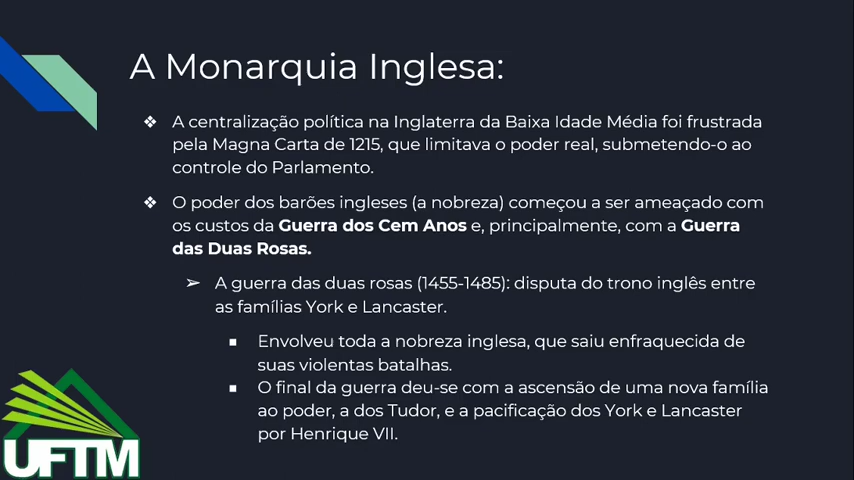 A Monarquia Inglesa:
❖ A centralização política na Inglaterra da Baixa Idade Média foi frustrada
pela Magna Carta de 1215, que limitava o poder real, submetendo-o ao
controle do Parlamento.
❖ O poder dos barões ingleses (a nobreza) começou a ser ameaçado com
os custos da Guerra dos Cem Anos e, principalmente, com a Guerra
das Duas Rosas.
➢ A guerra das duas rosas (1455-1485): disputa do trono inglês entre
as famílias York e Lancaster.
■ Envolveu toda a nobreza inglesa, que saiu enfraquecida de
suas violentas batalhas.
■ O final da guerra deu-se com a ascensão de uma nova família
ao poder, a dos Tudor, e a pacificação dos York e Lancaster
por Henrique VII.
UFTM